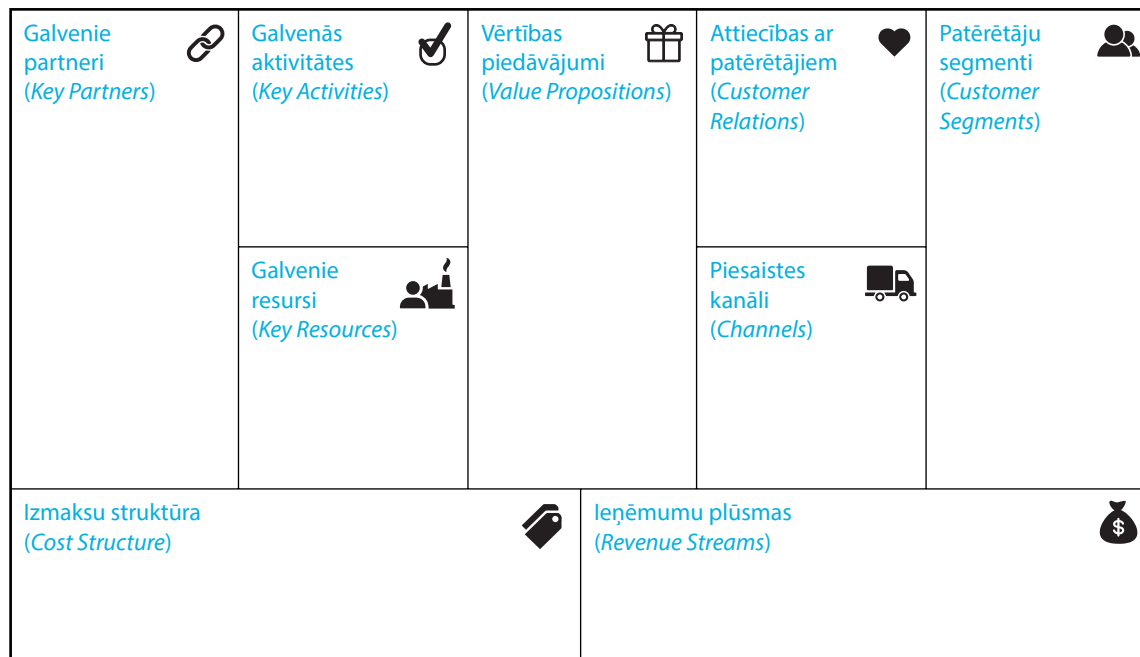 Galvenie
partneri
(Key Partners)
Galvenās
aktivitātes
(Key Activities)
Galvenie
resursi
(Key Resources)
Vērtības
piedāvājumi
(Value Propositions)
Attiecības ar
patērētājiem
(Customer
Relations)
Piesaistes
kanāli
(Channels)
Patērētāju
segmenti
(Customer
Segments)
Izmaksu struktūra
(Cost Structure)
Ieņēmumu plūsmas
(Revenue Streams)
$